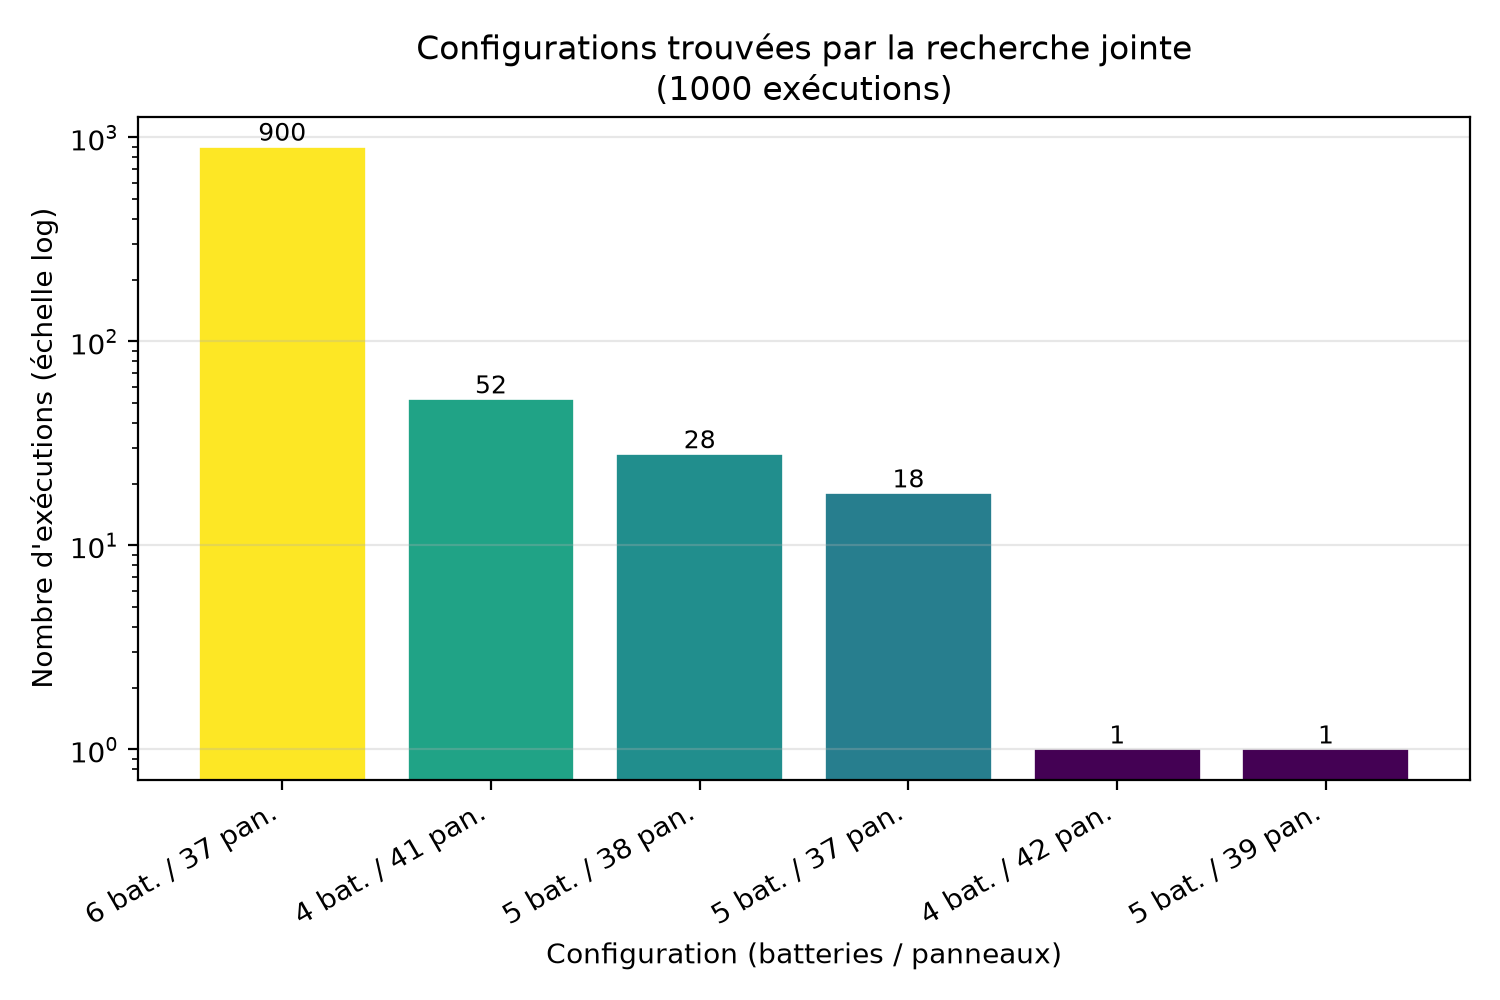 Configurations trouvées par la recherche jointe
(1000 exécutions)
Nombre d'exécutions (échelle log)
10³
10²
10¹
10⁰
900
52
28
18
1
1
6 bat. / 37 pan.
4 bat. / 41 pan.
5 bat. / 38 pan.
5 bat. / 37 pan.
4 bat. / 42 pan.
5 bat. / 39 pan.
Configuration (batteries / panneaux)